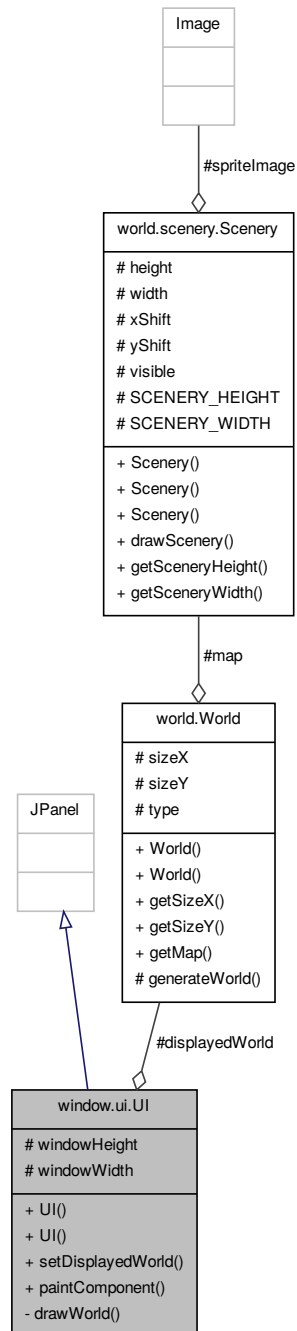 Image
#spriteImage
world.scenery.Scenery
# height
# width
# xShift
# yShift
# visible
# SCENERY_HEIGHT
# SCENERY_WIDTH
+ Scenery()
+ Scenery()
+ Scenery()
+ drawScenery()
+ getSceneryHeight()
+ getSceneryWidth()
#map
world.World
# sizeX
# sizeY
# type
+ World()
+ World()
+ getSizeX()
+ getSizeY()
+ getMap()
# generateWorld()
JPanel
#displayedWorld
window.ui.UI
# windowHeight
# windowWidth
+ UI()
+ UI()
+ setDisplayedWorld()
+ paintComponent()
- drawWorld()